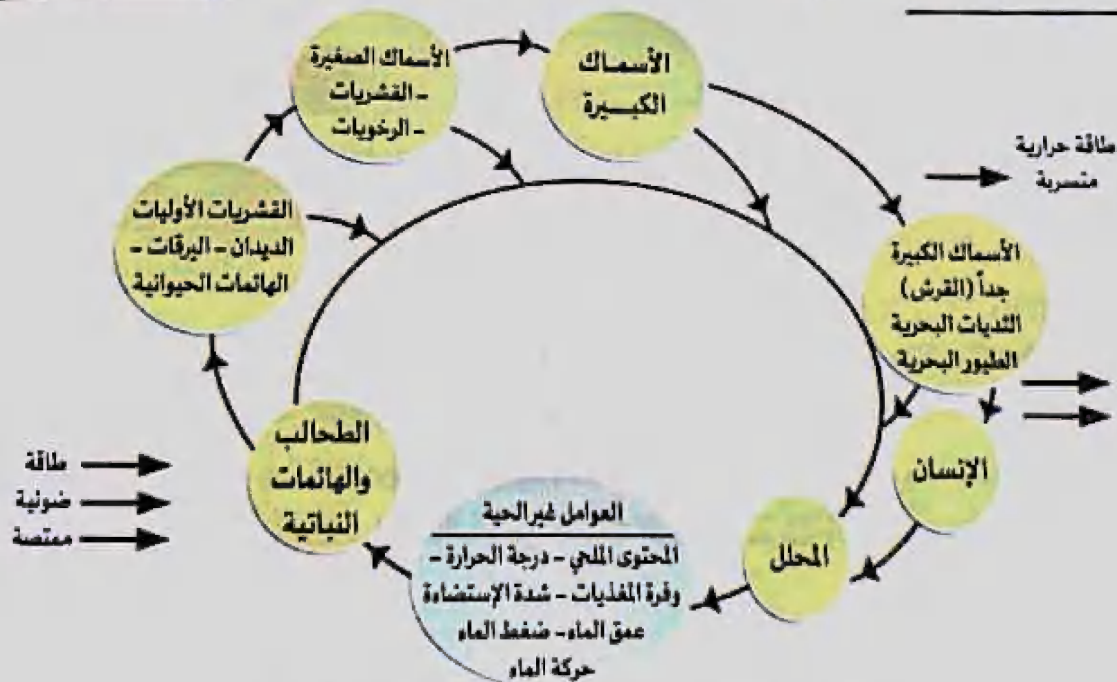 الأسماك الصغيرة
– القشريات
– الرخويات
الأسماك
الكبيرة
طاقة حرارية
متسربة
القشريات الأوليات
الديدان – اليرقات –
الهائمات الحيوانية
الأسماك الكبيرة
جداً (القرش)
الثديات البحرية
الطيور البحرية
الإنسان
المحلل
العوامل غير الحية
المحتوى الملحي – درجة الحرارة –
وفرة المغذيات – شدة الإستضاءة
عمق الماء – ضغط الماء
حركة الماء
الطحالب
والهائمات
النباتية
طاقة
ضوئية
ممتصة